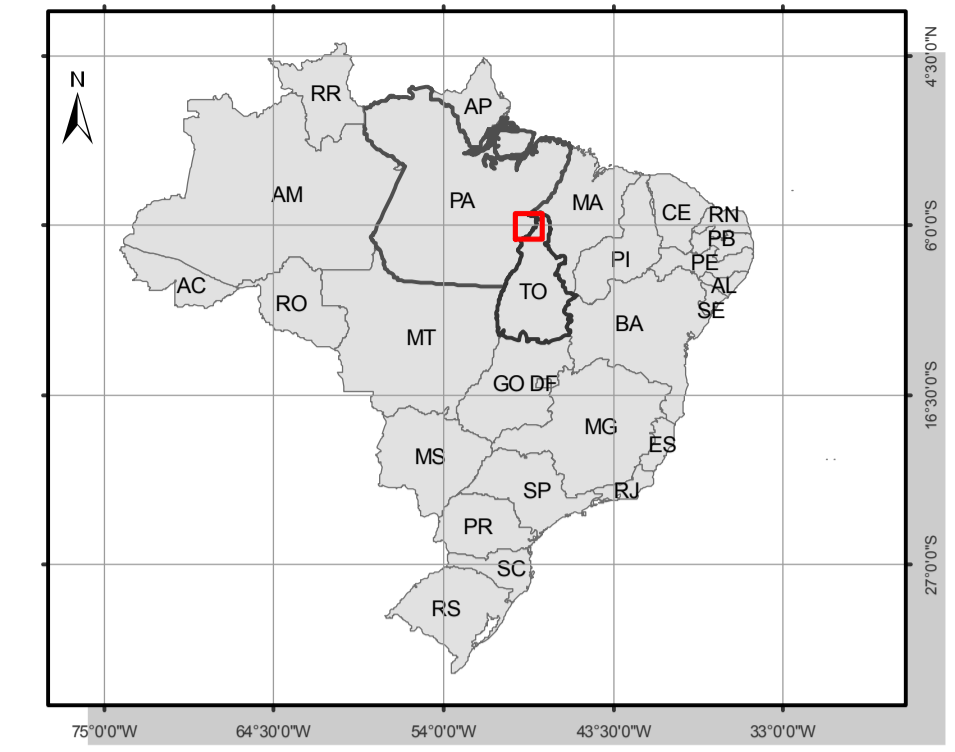 4°30'0"N
N
RR
AP
AM
PA
MA
CE
RN
PB
PI
PE
AC
AL
RO
TO
SE
BA
MT
GO DF
MG
ES
MS
SP
RJ
PR
SC
RS
6°0'0"S
16°30'0"S
27°0'0"S
75°0'0"W 64°30'0"W 54°0'0"W 43°30'0"W 33°0'0"W